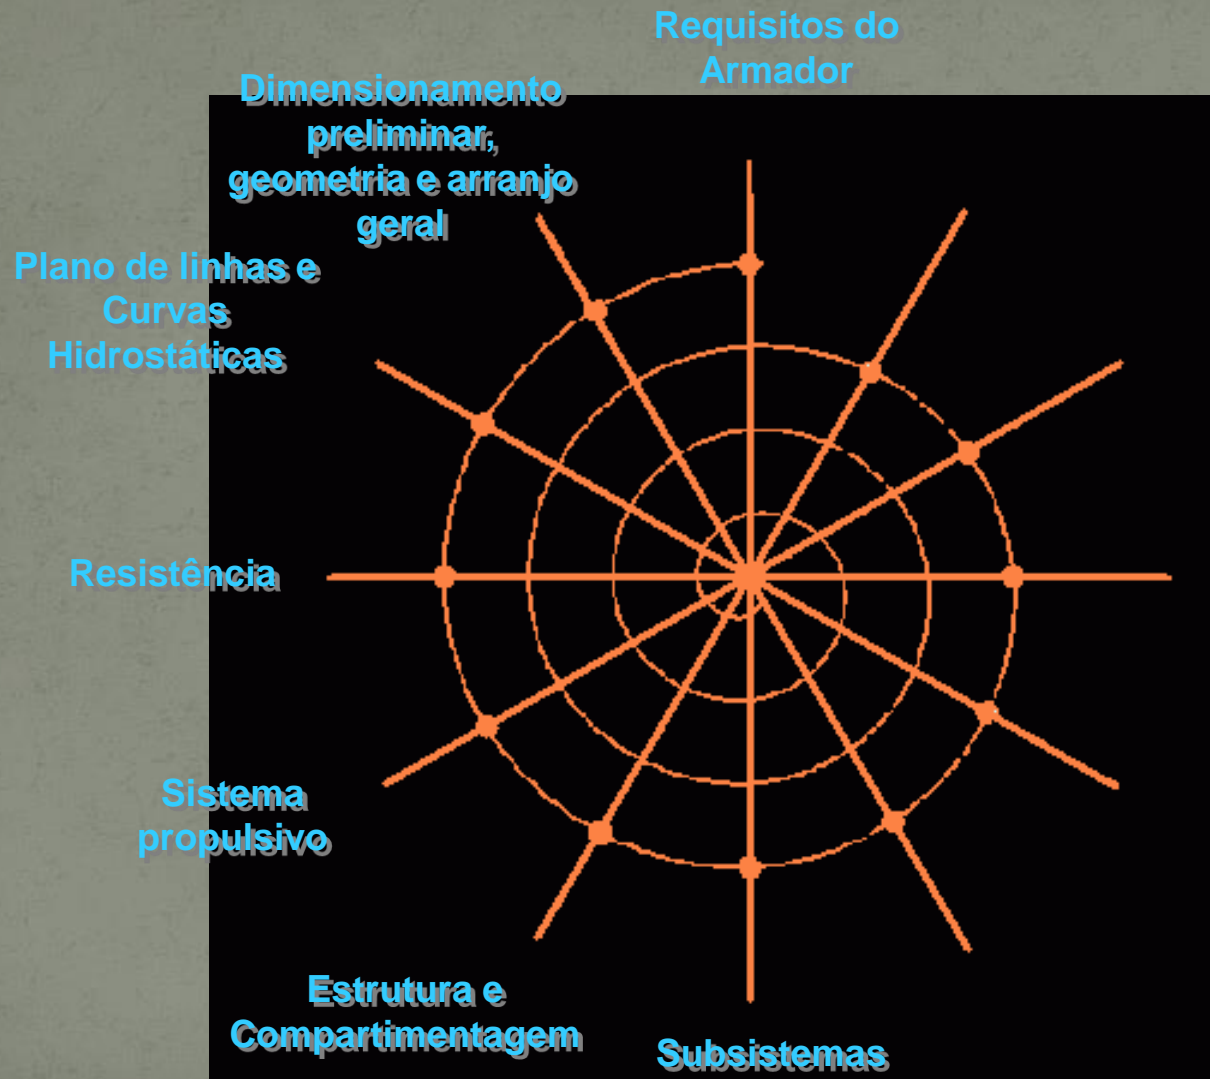 Requisitos do
Armador
Dimensionamento
preliminar,
geometria e arranjo
geral
Plano de linhas e
Curvas
Hidrostáticas
Resistência
Sistema
propulsivo
Estrutura e
Compartimentagem
Subsistemas